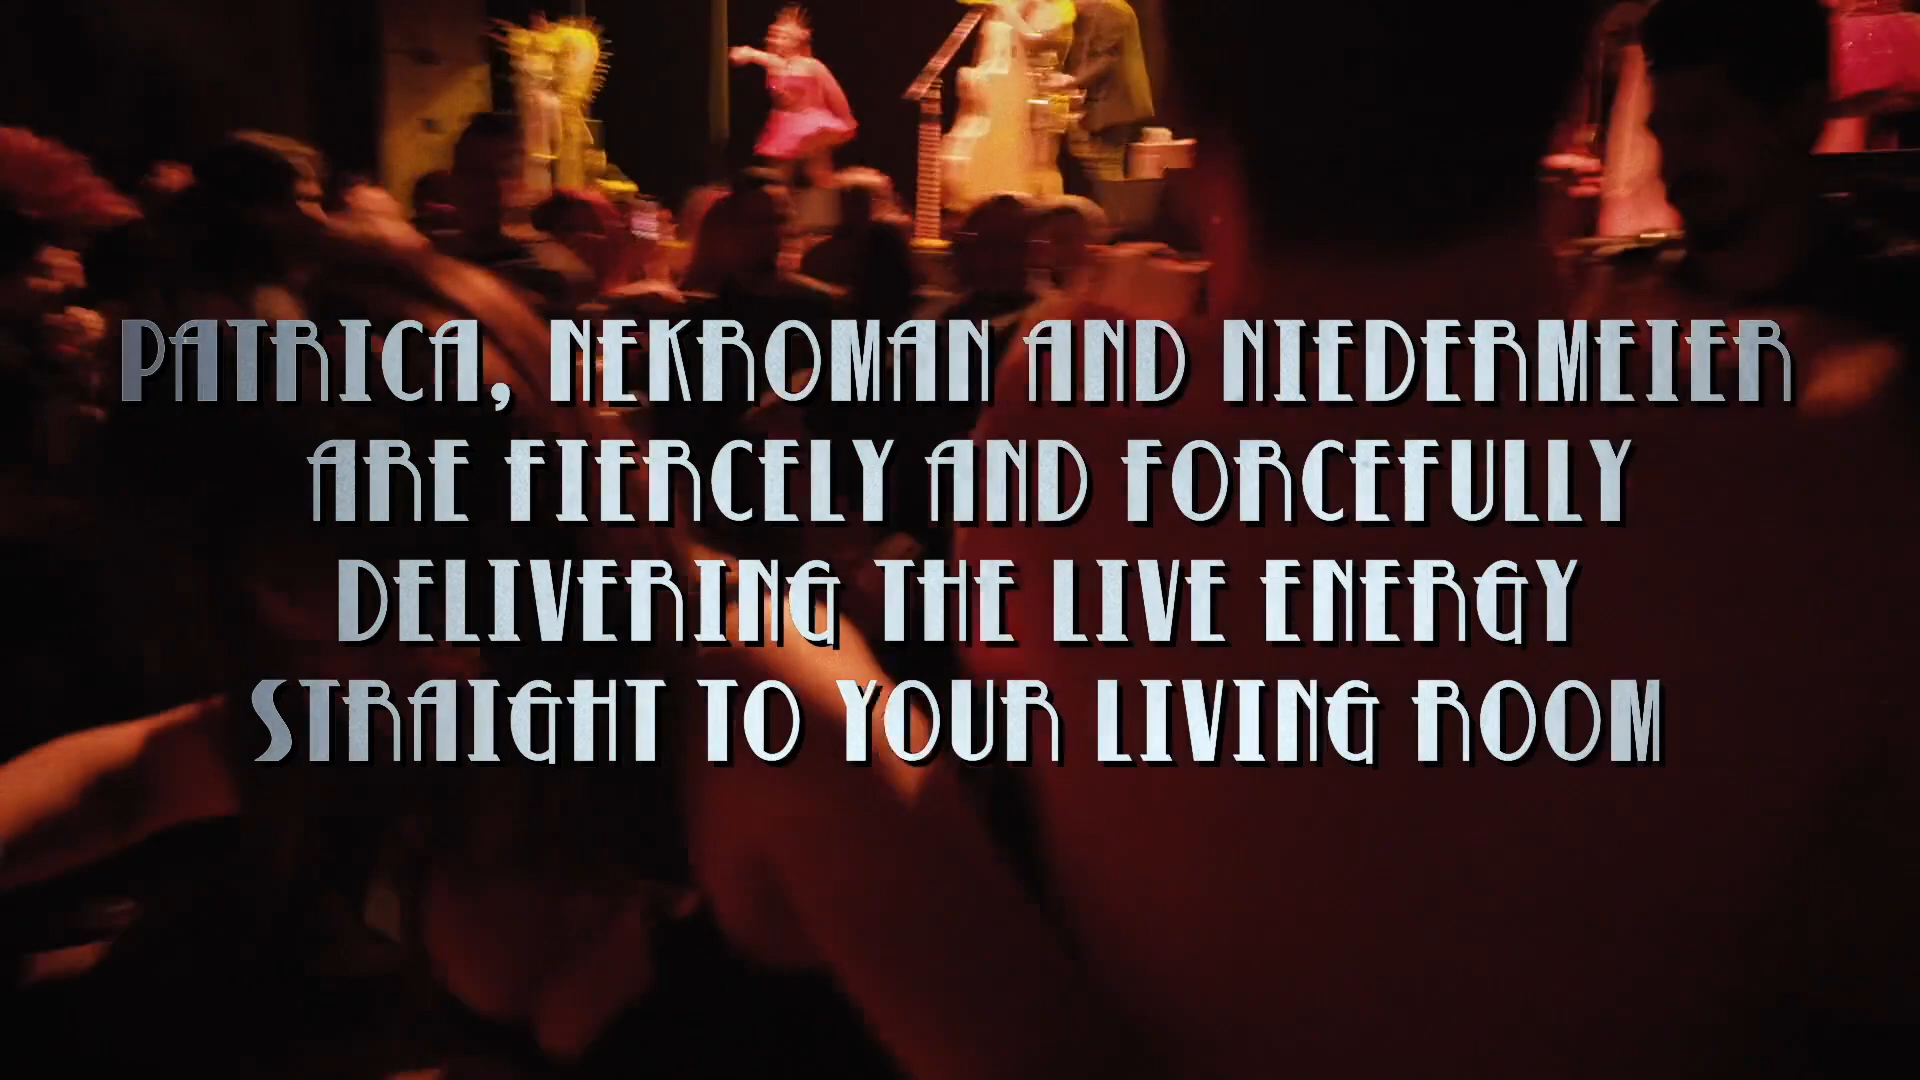 PATRICA, NEKROMAN AND NIEDERMEIER
ARE FIERCELY AND FORCEFULLY
DELIVERING THE LIVE ENERGY
STRAIGHT TO YOUR LIVING ROOM